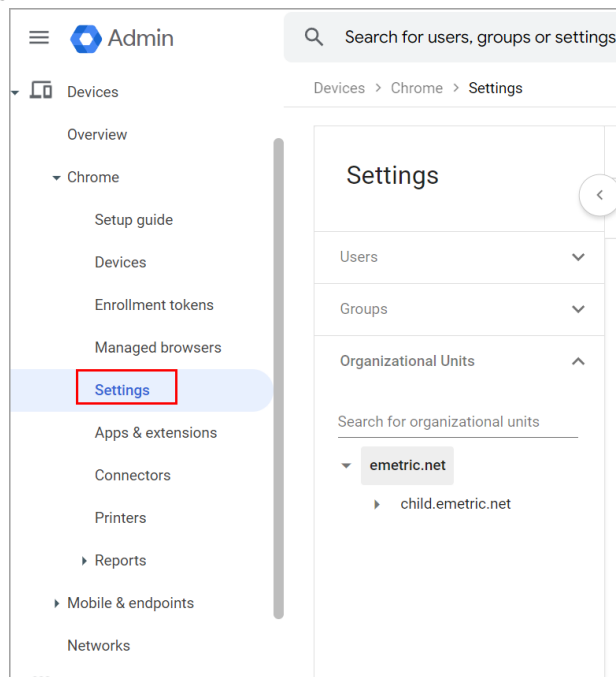 Admin
Search for users, groups or settings
Devices
Overview
Chrome
Setup guide
Devices
Enrollment tokens
Managed browsers
Settings
Apps & extensions
Connectors
Printers
Reports
Mobile & endpoints
Networks
Devices > Chrome > Settings
Settings
Users
Groups
Organizational Units
Search for organizational units
emetric.net
child.emetric.net